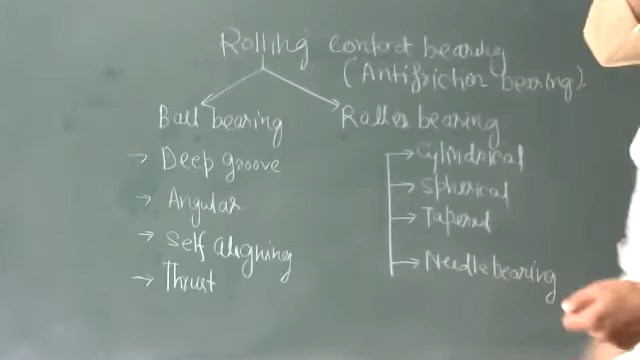 Rolling contact bearing
(Antifriction bearing).
Ball bearing
Deep gooove
Angular
Self aligning
Thrust
Roller bearing
Cylindrical
Spherical
Tapered
Needle bearing